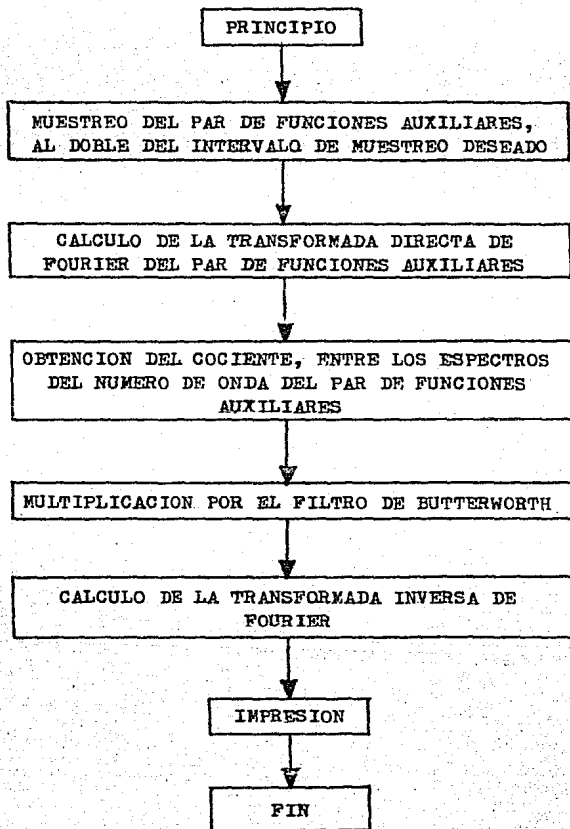 PRINCIPIO
MUESTREO DEL PAR DE FUNCIONES AUXILIARES,
AL DOBLE DEL INTERVALO DE MUESTREO DESEADO
CALCULO DE LA TRANSFORMADA DIRECTA DE
FOURIER DEL PAR DE FUNCIONES AUXILIARES
OBTENCION DEL COCIENTE, ENTRE LOS ESPECTROS
DEL NUMERO DE ONDA DEL PAR DE FUNCIONES
AUXILIARES
MULTIPLICACION POR EL FILTRO DE BUTTERWORTH
CALCULO DE LA TRANSFORMADA INVERSA DE
FOURIER
IMPRESION
FIN